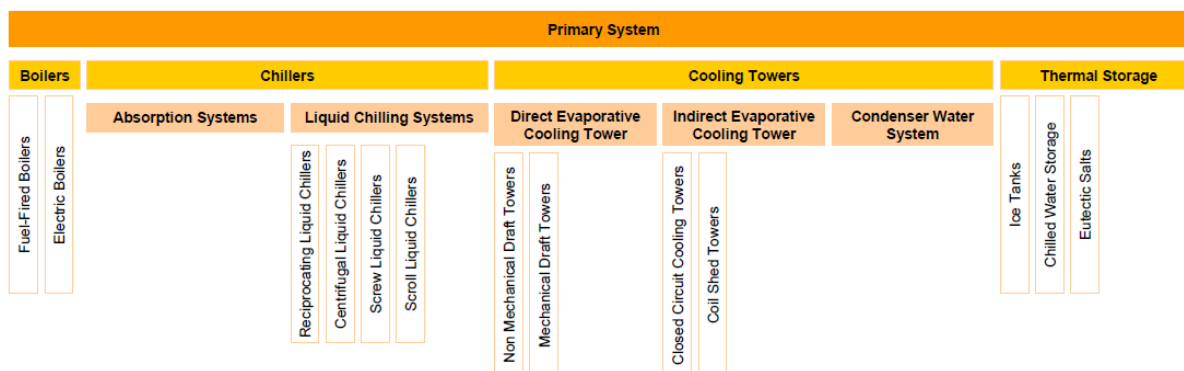 Primary System
Boilers
Chillers
Cooling Towers
Thermal Storage
Absorption Systems
Liquid Chilling Systems
Direct Evaporative
Cooling Tower
Indirect Evaporative
Cooling Tower
Condenser Water
System
Fuel-Fired Boilers
Electric Boilers
Reciprocating Liquid Chillers
Centrifugal Liquid Chillers
Screw Liquid Chillers
Scroll Liquid Chillers
Non Mechanical Draft Towers
Mechanical Draft Towers
Closed Circuit Cooling Towers
Coil Shed Towers
Ice Tanks
Chilled Water Storage
Eutectic Salts